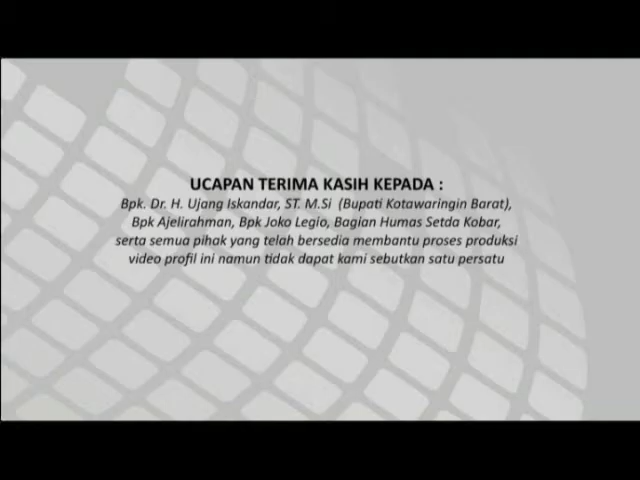 UCAPAN TERIMA KASIH KEPADA :
Bpk. Dr. H. Ujang Iskandar, ST. M.Si (Bupati Kotawaringin Barat),
Bpk Ajelirahman, Bpk Joko Legio, Bagian Humas Setda Kobar,
serta semua pihak yang telah bersedia membantu proses produksi
video profil ini namun tidak dapat kami sebutkan satu persatu